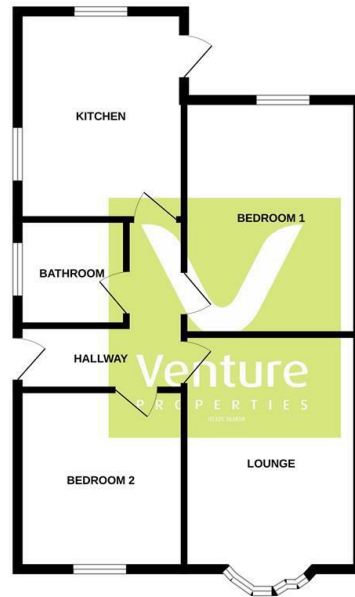 KITCHEN
BEDROOM 1
BATHROOM
HALLWAY
Venture
PROPERTIES
LOUNGE
BEDROOM 2